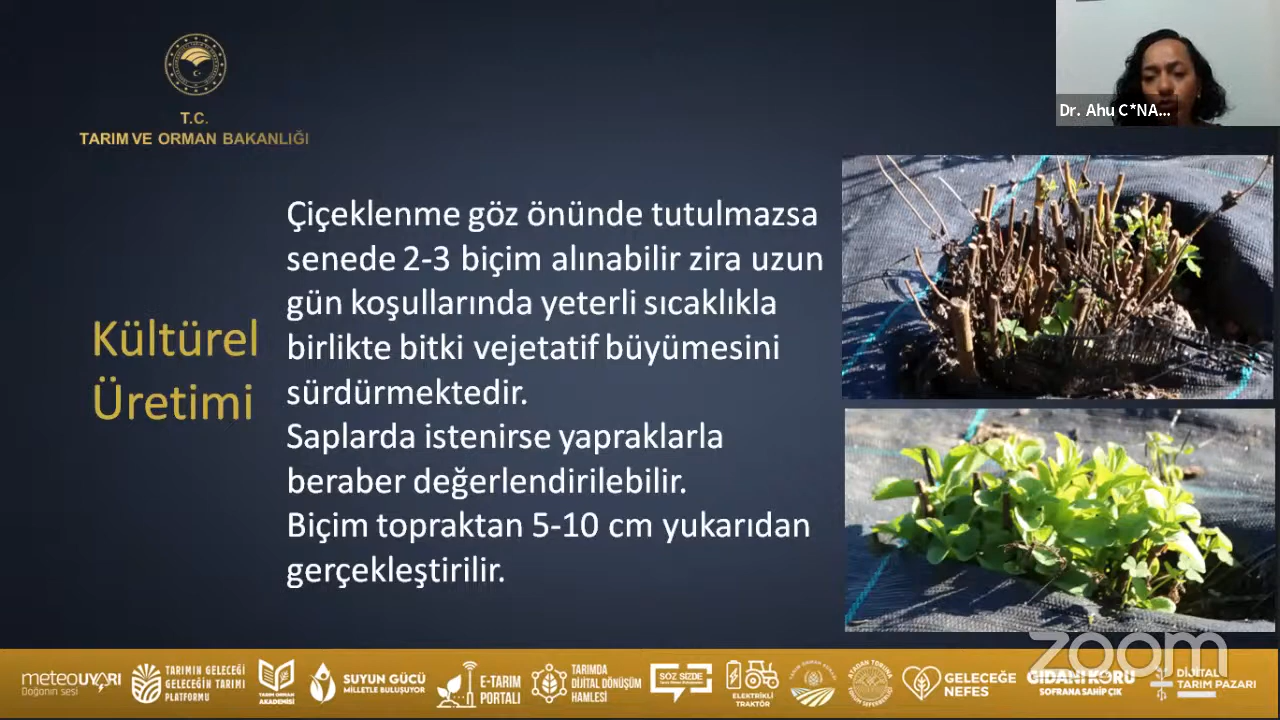 T.C.
TARIM VE ORMAN BAKANLIĞI
Dr. Ahu C*NA...
Kültürel
Üretimi
Çiçeklenme göz önünde tutulmazsa
senede 2-3 biçim alınabilir zira uzun
gün koşullarında yeterli sıcaklıkla
birlikte bitki vejetatif büyümesini
sürdürmektedir.
Saplarda istenirse yapraklarla
beraber değerlendirilebilir.
Biçim topraktan 5-10 cm yukarıdan
gerçekleştirilir.
zoom
meteoUYARI
Doğanın sesi
TARIMIN GELECEĞİ
GELECEĞİN TARIMI
PLATFORMU
TARIM ORMAN
AKADEMİSİ
SUYUN GÜCÜ
MİLLETLE BULUŞUYOR
E-TARIM
PORTALI
TARIMDA
DİJİTAL DÖNÜŞÜM
HAMLESİ
SÖZ SİZDE
ELEKTRİKLİ
TRAKTÖR
GELECEĞE
NEFES
GIDANI KORU
SOFRANA SAHİP ÇIK
DİJİTAL
TARIM PAZARI